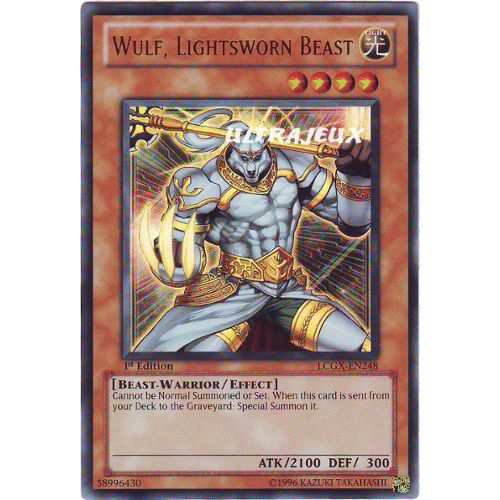 WULF, LIGHTSWORN BEAST
LIGHT
光
ULTRAJEUX
1st Edition
LCGX-EN248
[BEAST-WARRIOR/EFFECT]
Cannot be Normal Summoned or Set. When this card is sent
from your Deck to the Graveyard: Special Summon it.
ATK/2100 DEF/ 300
58996430
©1996 KAZUKI TAKAHASHI